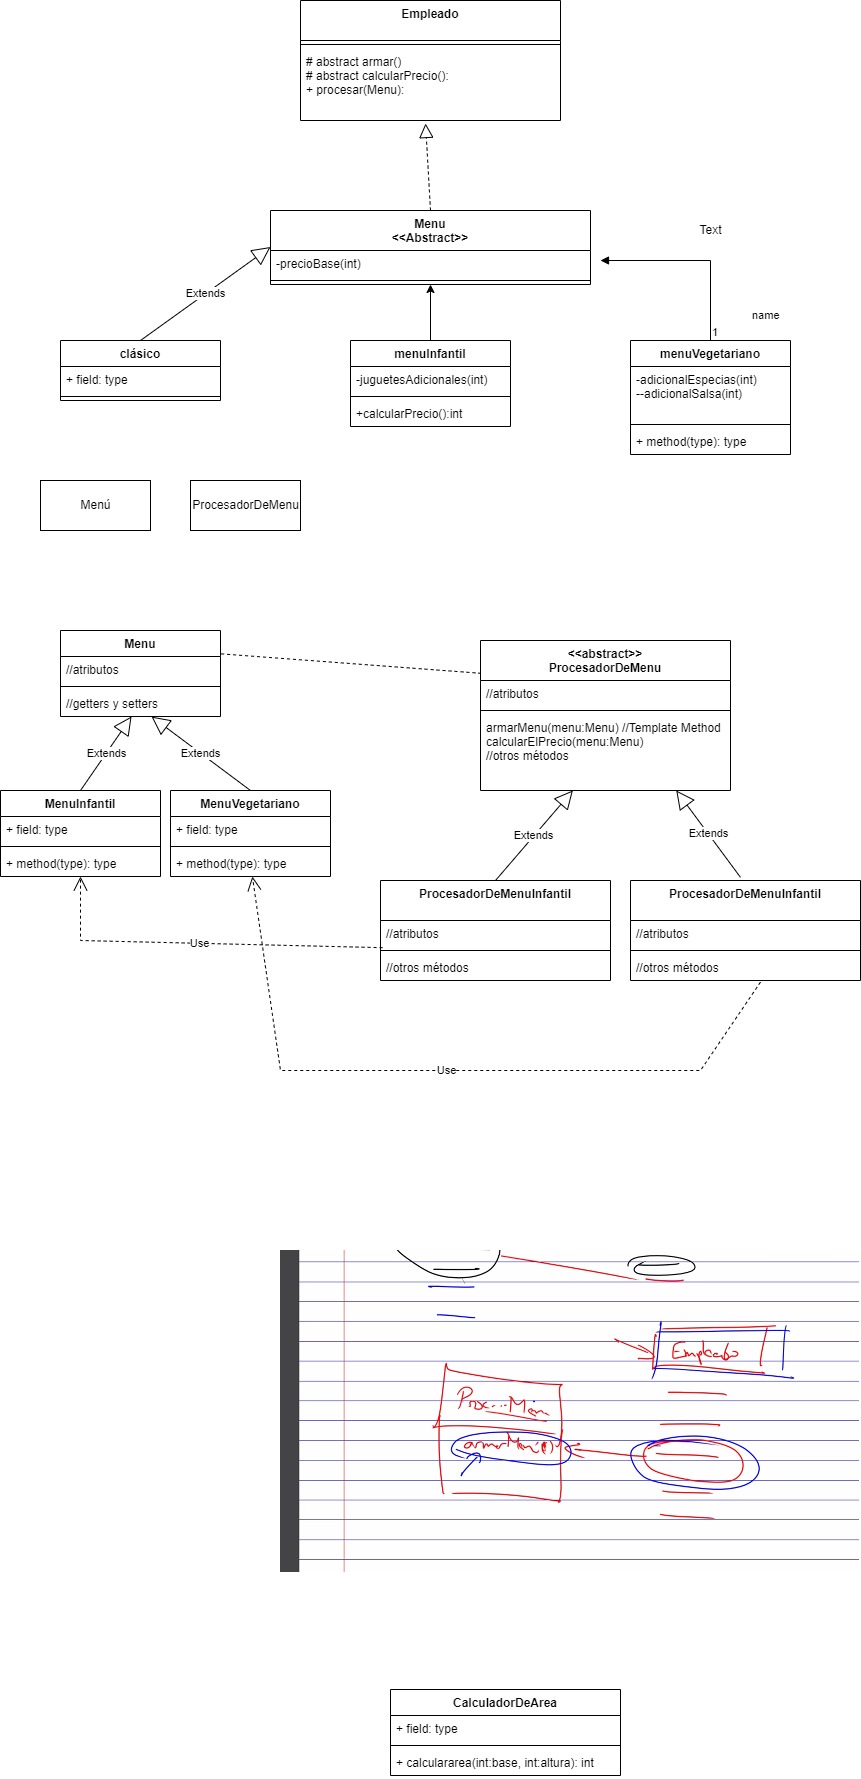 Empleado
# abstract armar()
# abstract calcularPrecio():
+ procesar(Menu):
Menu
<<Abstract>>
-precioBase(int)
Text
Extends
name
1
clásico
+ field: type
menuInfantil
-juguetesAdicionales(int)
+calcularPrecio():int
menuVegetariano
-adicionalEspecias(int)
--adicionalSalsa(int)
+ method(type): type
Menú
ProcesadorDeMenu
Menu
//atributos
//getters y setters
<<abstract>>
ProcesadorDeMenu
//atributos
armarMenu(menu:Menu) //Template Method
calcularElPrecio(menu:Menu)
//otros métodos
Extends
Extends
MenuInfantil
+ field: type
+ method(type): type
MenuVegetariano
+ field: type
+ method(type): type
Extends
Extends
ProcesadorDeMenuInfantil
//atributos
//otros métodos
ProcesadorDeMenuInfantil
//atributos
//otros métodos
Use
Use
Empleado
CalculadorDeArea
+ field: type
+ calculararea(int:base, int:altura): int